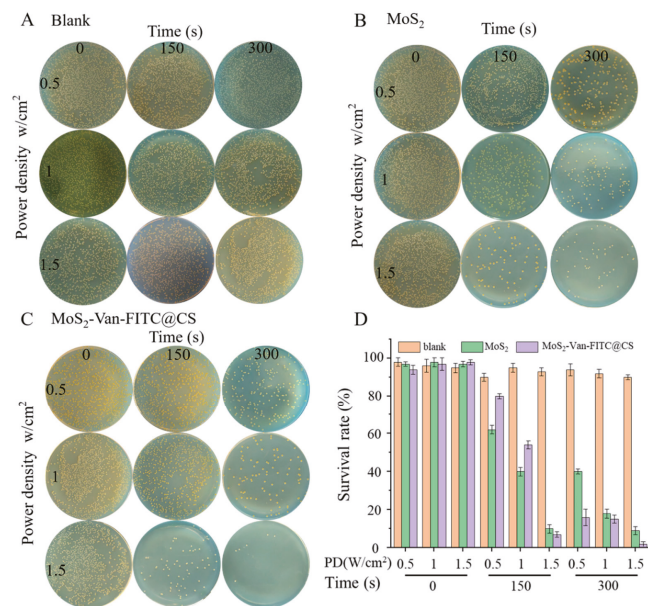 A Blank
Time (s)
0 150 300
0.5
1
1.5
Power density w/cm²
B MoS₂
Time (s)
0 150 300
0.5
1
1.5
Power density w/cm²
C MoS₂-Van-FITC@CS
Time (s)
0 150 300
0.5
1
1.5
Power density w/cm²
D
blank MoS₂ MoS₂-Van-FITC@CS
100
80
60
40
20
0
Survival rate (%)
PD(W/cm²) 0.5 1 1.5 0.5 1 1.5 0.5 1 1.5
Time (s) 0 150 300